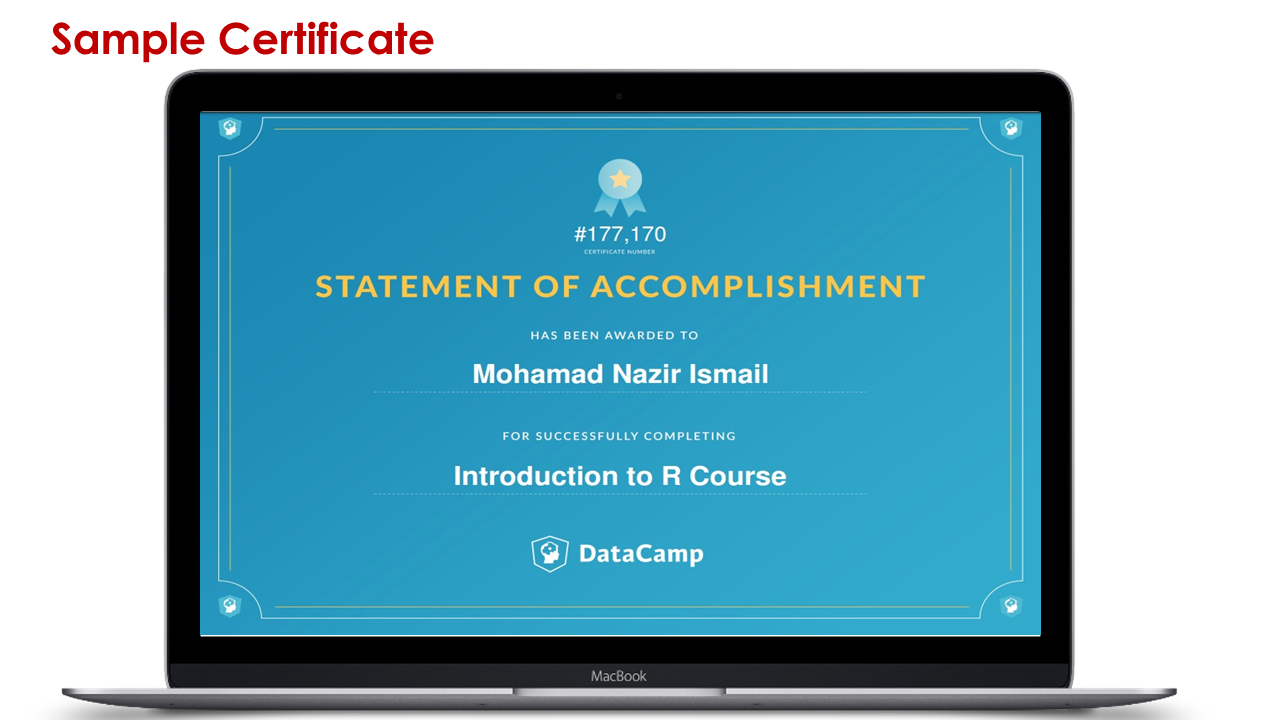 Sample Certificate
#177,170
CERTIFICATE NUMBER
STATEMENT OF ACCOMPLISHMENT
HAS BEEN AWARDED TO
Mohamad Nazir Ismail
FOR SUCCESSFULLY COMPLETING
Introduction to R Course
DataCamp
MacBook